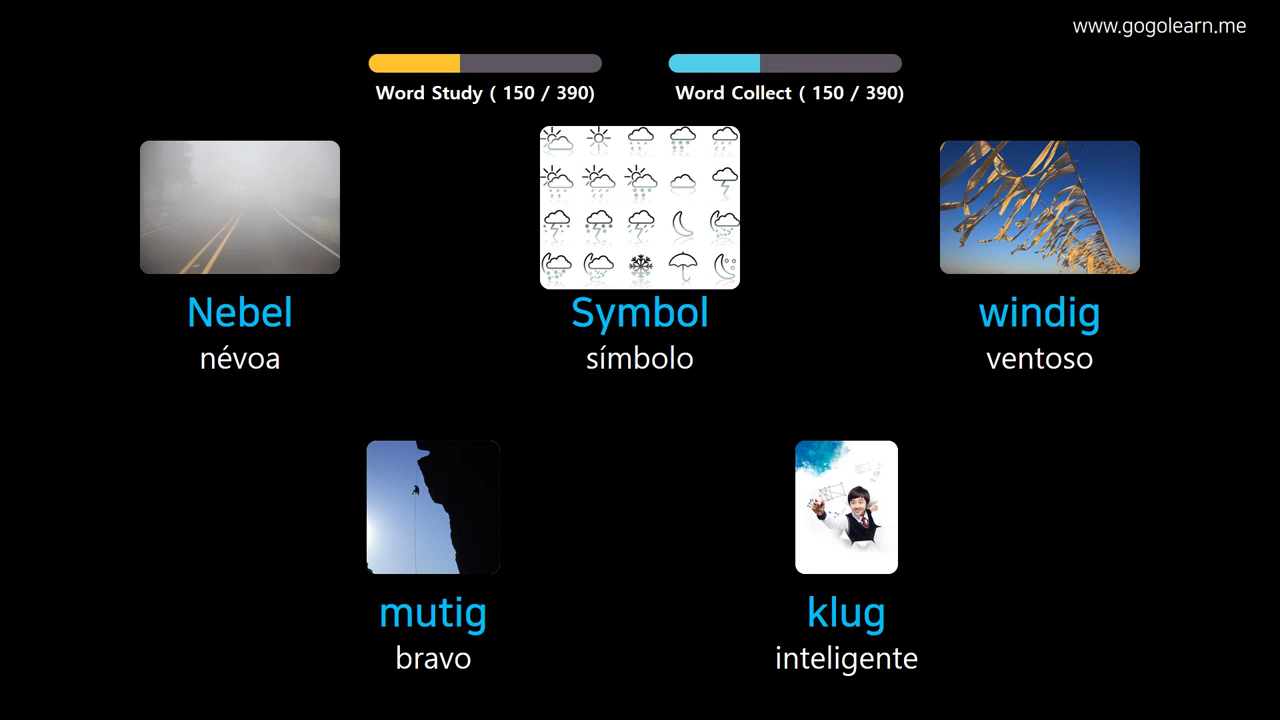 www.gogolearn.me
Word Study ( 150 / 390)
Word Collect ( 150 / 390)
Nebel
névoa
Symbol
símbolo
windig
ventoso
mutig
bravo
klug
inteligente